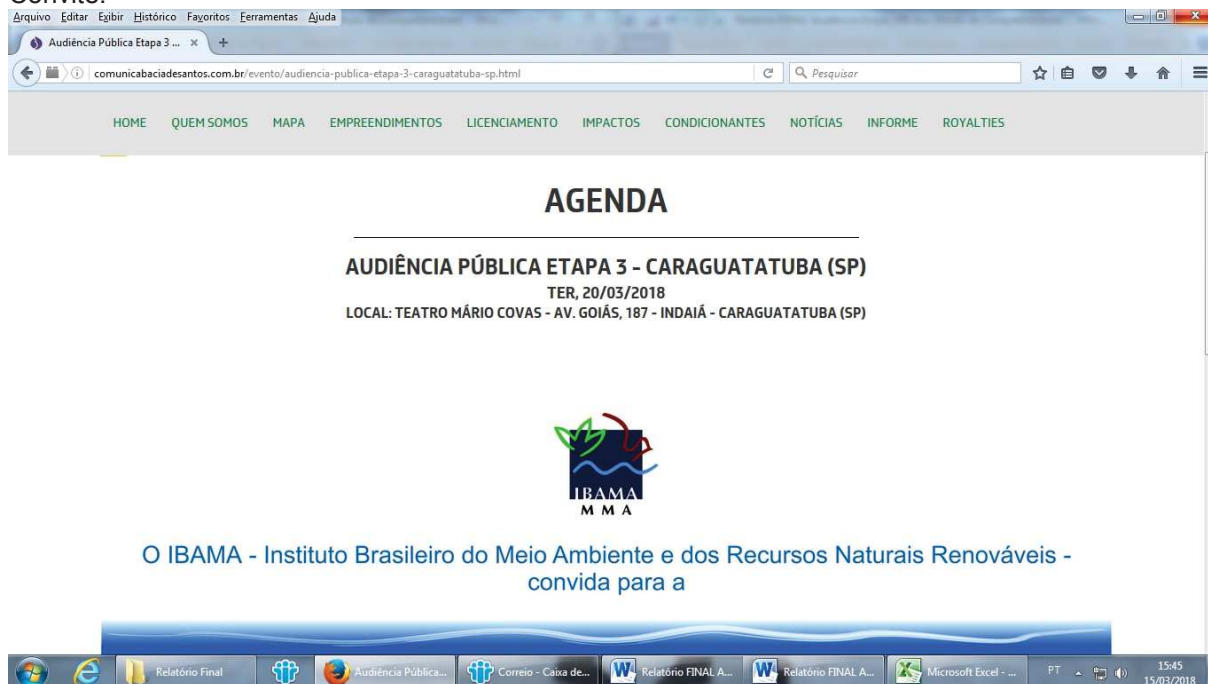 Convite:
Arquivo Editar Exibir Histórico Favoritos Ferramentas Ajuda
Audiência Pública Etapa 3 ... × +
comunicabaciadesantos.com.br/evento/audiencia-publica-etapa-3-caraguatatuba-sp.html
Pesquisar
HOME QUEM SOMOS MAPA EMPREENDIMENTOS LICENCIAMENTO IMPACTOS CONDICIONANTES NOTÍCIAS INFORME ROYALTIES
AGENDA
AUDIÊNCIA PÚBLICA ETAPA 3 - CARAGUATATUBA (SP)
TER, 20/03/2018
LOCAL: TEATRO MÁRIO COVAS - AV. GOIÁS, 187 - INDAIÁ - CARAGUATATUBA (SP)
IBAMA
M M A
O IBAMA - Instituto Brasileiro do Meio Ambiente e dos Recursos Naturais Renováveis -
convida para a
Relatório Final Audiência Pública... Correio - Caixa de... Relatório FINAL A... Relatório FINAL A... Microsoft Excel - ... PT 15:45
15/03/2018